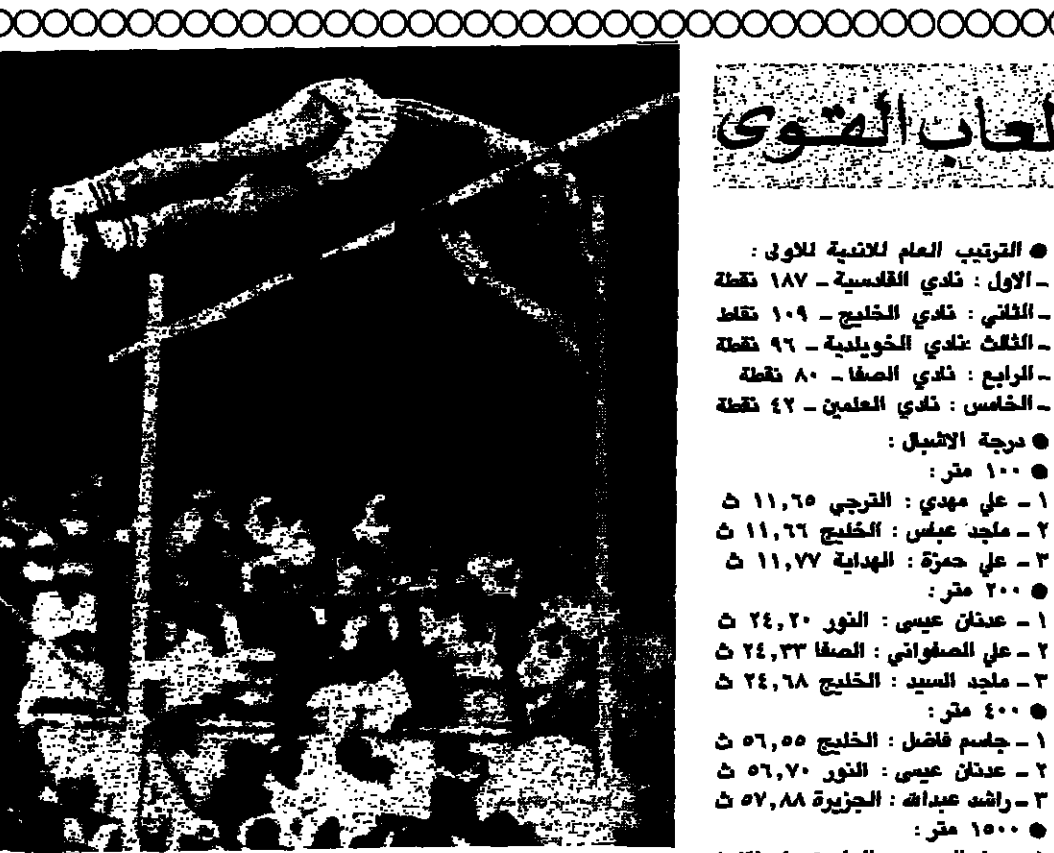 لعاب القوى
● الترتيب العام للاندية للاولى :
ـ الاول : نادي القادسية ـ ١٨٧ نقطة
ـ الثاني : نادي الخليج ـ ١٠٩ نقاط
ـ الثالث :نادي الخويلدية ـ ٩٦ نقطة
ـ الرابع : نادي الصفا ـ ٨٠ نقطة
ـ الخامس : نادي العلمين ـ ٤٢ نقطة
● درجة الاشبال :
● ١٠٠ متر :
١ ـ علي مهدي : الترجي ١١,٦٥ ث
٢ ـ ماجد عباس : الخليج ١١,٦٦ ث
٣ ـ علي حمزة : الهداية ١١,٧٧ ث
● ٢٠٠ متر :
١ ـ عدنان عيسى : النور ٢٤,٢٠ ث
٢ ـ علي الصفواني : الصفا ٢٤,٣٣ ث
٣ ـ ماجد السيد : الخليج ٢٤,٦٨ ث
● ٤٠٠ متر :
١ ـ جاسم فاضل : الخليج ٥٦,٥٥ ث
٢ ـ عدنان عيسى : النور ٥٦,٧٠ ث
٣ ـ راشد عبدالله : الجزيرة ٥٧,٨٨ ث
● ١٥٠٠ متر :